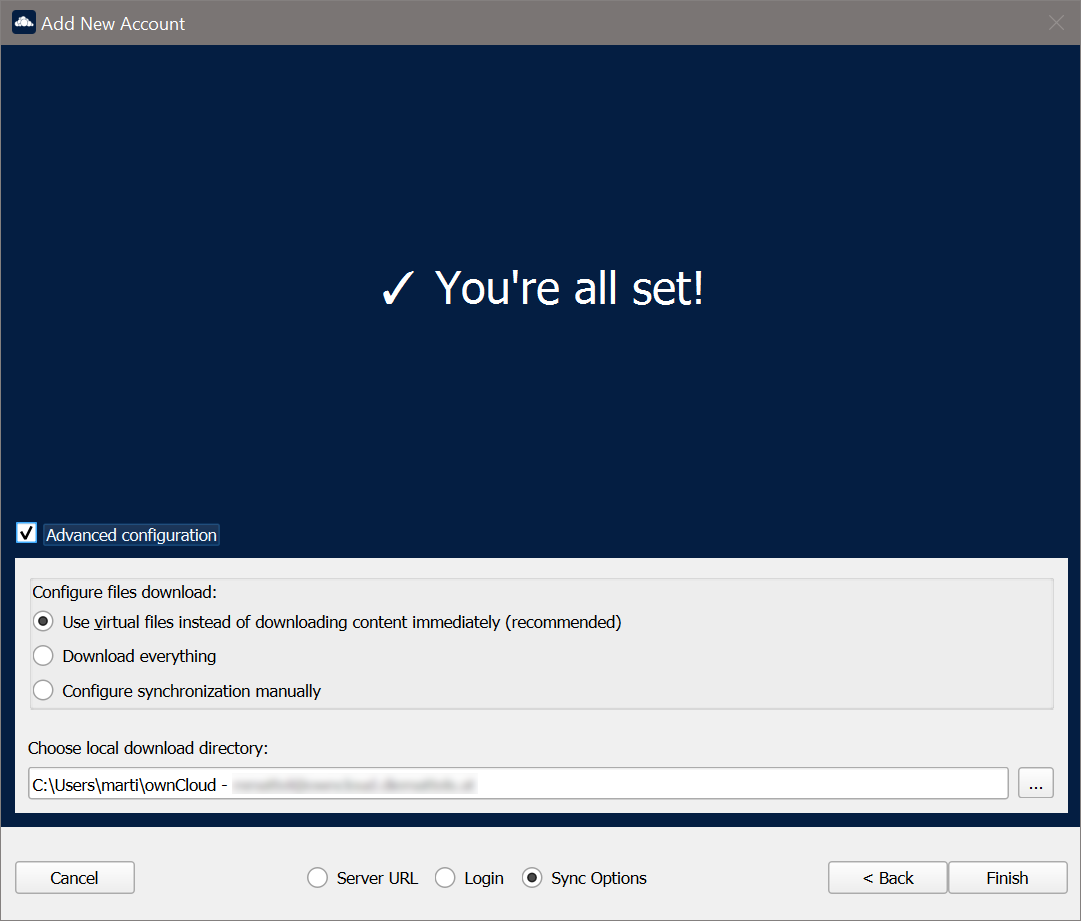 Add New Account
✓ You're all set!
Advanced configuration
Configure files download:
Use virtual files instead of downloading content immediately (recommended)
Download everything
Configure synchronization manually
Choose local download directory:
C:\Users\marti\ownCloud -
...
Cancel
Server URL
Login
Sync Options
< Back
Finish